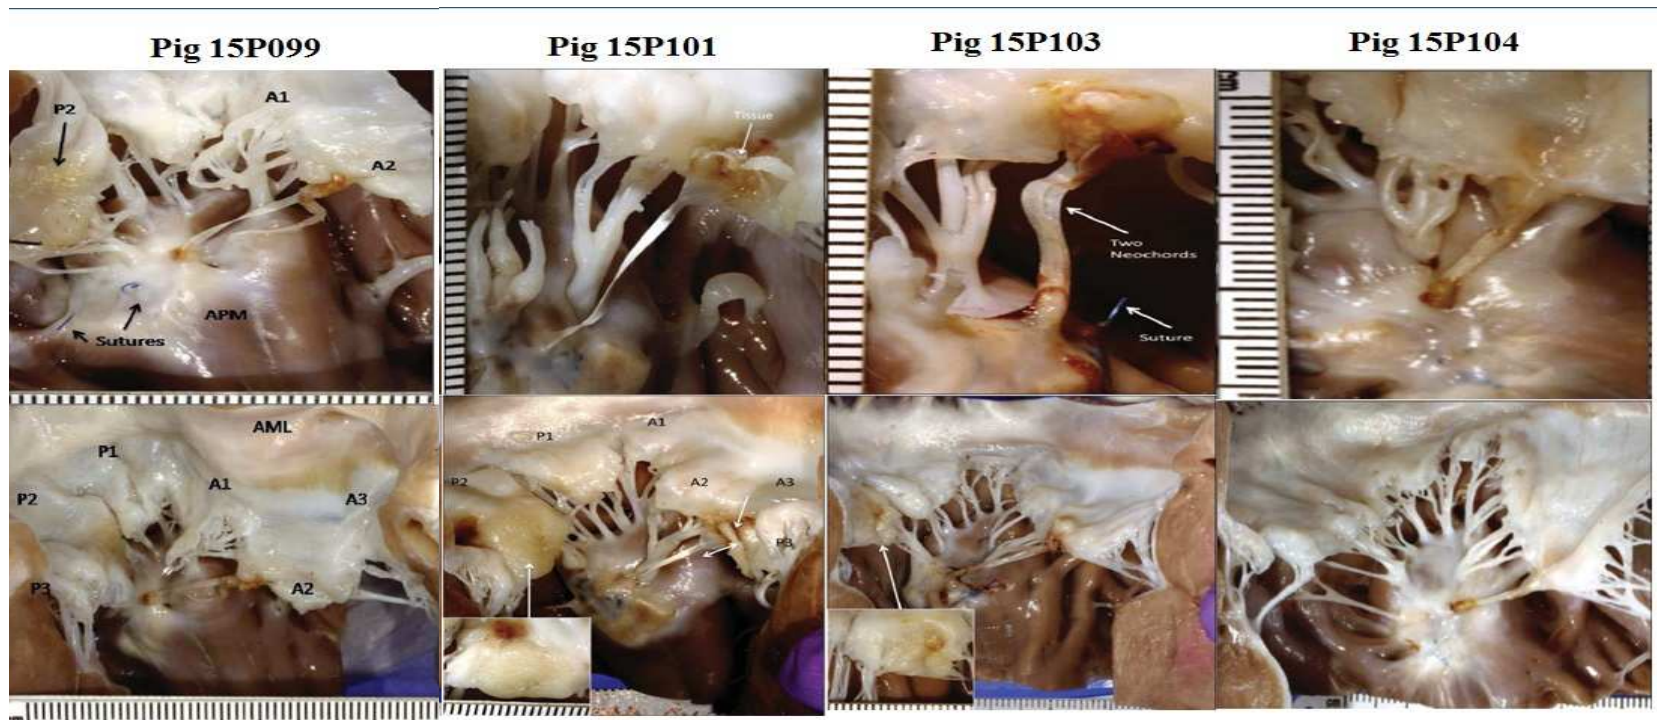 Pig 15P099
Pig 15P101
Pig 15P103
Pig 15P104
P2
A1
A2
APM
Sutures
Tissue
Two
Neochords
Suture
AML
P1
P2
A1
A3
P3
A2
A1
P1
P2
A2
A3
P3